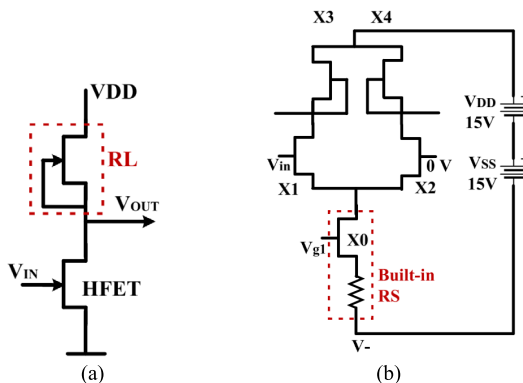 VDD
RL
VOUT
VIN
HFET
(a)
X3 X4
VDD
15V
Vin
0 V
VSS
15V
X1 X2
Vg1
X0
Built-in
RS
V-
(b)